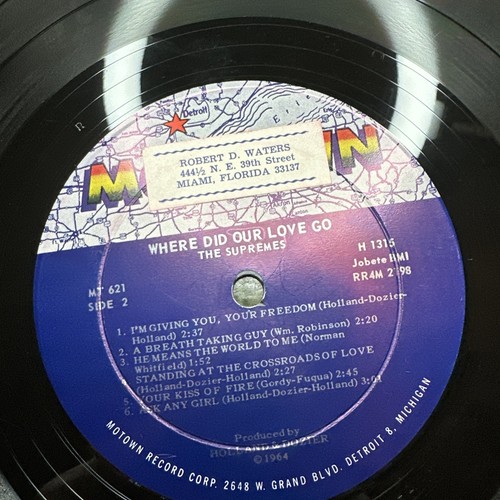 Detroit
ROBERT D. WATERS
444½ N. E. 39th Street
MIAMI, FLORIDA 33137
WHERE DID OUR LOVE GO
THE SUPREMES
MT 621
SIDE 2
H 1315
Jobete BMI
1. I'M GIVING YOU, YOUR FREEDOM (Holland-Dozier-
Holland) 2:37
2. A BREATH TAKING GUY (Wm. Robinson) 2:20
3. HE MEANS THE WORLD TO ME (Norman
Whitfield) 1:52
STANDING AT THE CROSSROADS OF LOVE
(Holland-Dozier-Holland) 2:27
5. YOUR KISS OF FIRE (Gordy-Fuqua) 2:45
6. ASK ANY GIRL (Holland-Dozier-Holland) 3:01
Produced by
HOLLAND & DOZIER
©1964
MOTOWN RECORD CORP. 2648 W. GRAND BLVD. DETROIT 8, MICHIGAN